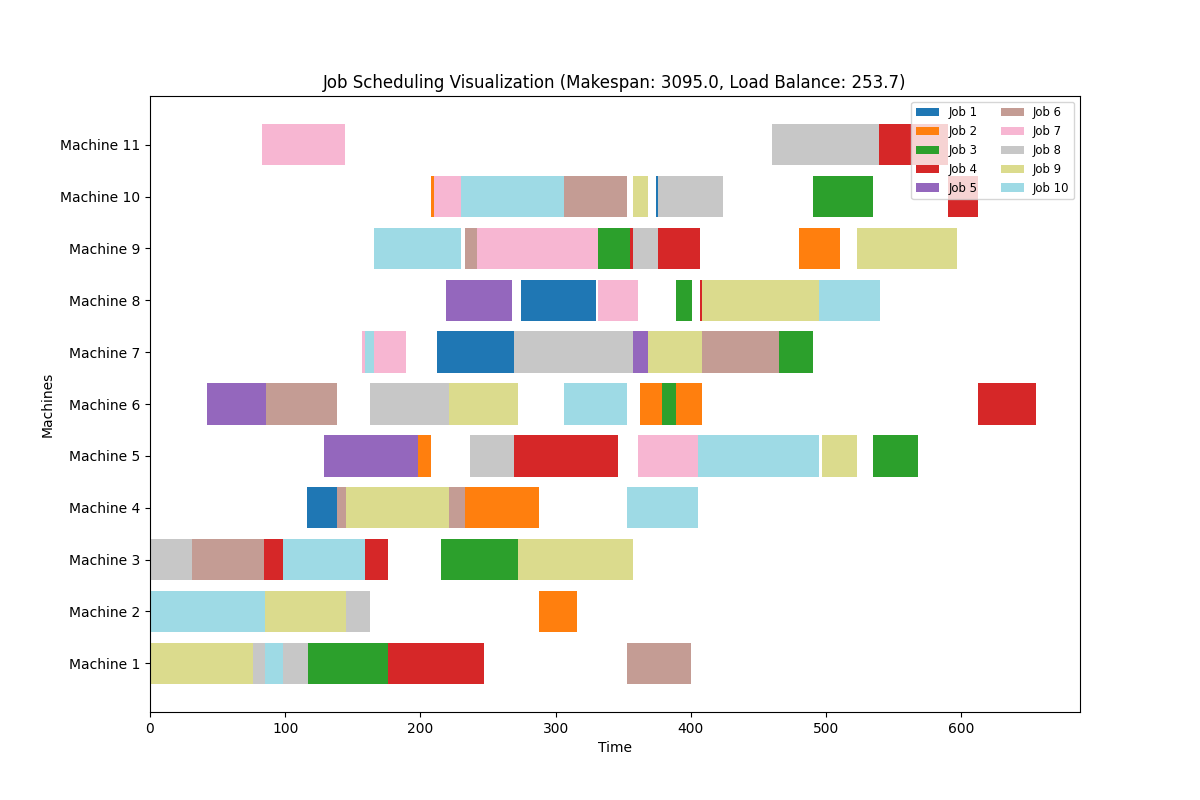 Job Scheduling Visualization (Makespan: 3095.0, Load Balance: 253.7)
Job 1
Job 2
Job 3
Job 4
Job 5
Job 6
Job 7
Job 8
Job 9
Job 10
Machine 11
Machine 10
Machine 9
Machine 8
Machine 7
Machine 6
Machine 5
Machine 4
Machine 3
Machine 2
Machine 1
Machines
0 100 200 300 400 500 600
Time